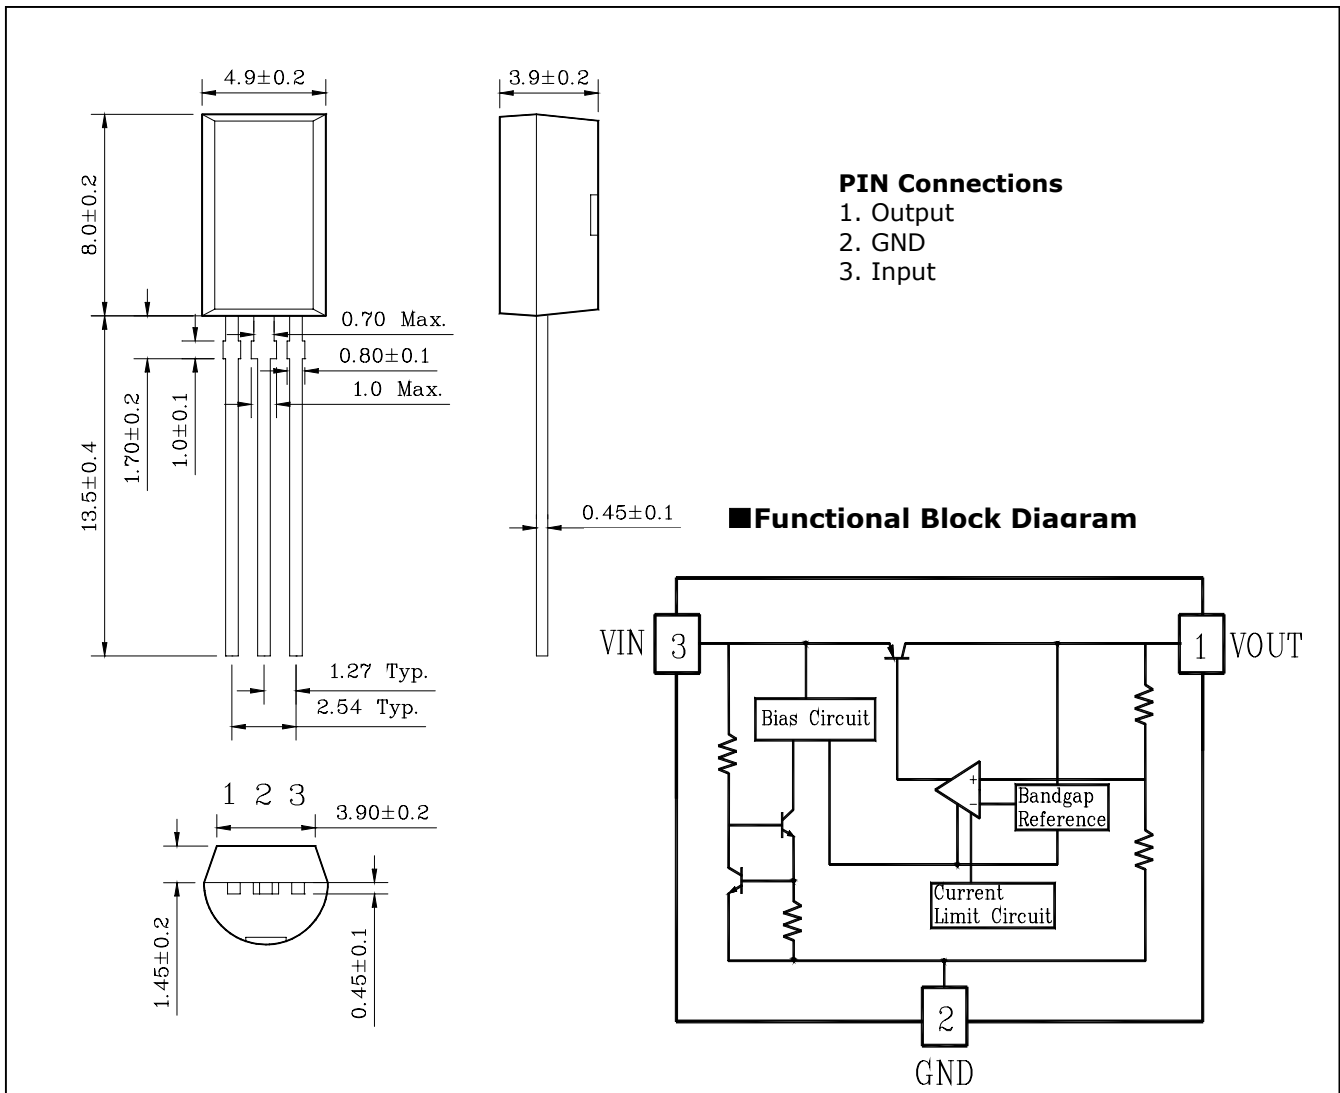 4.9±0.2
3.9±0.2
8.0±0.2
PIN Connections
1. Output
2. GND
3. Input
0.70 Max.
0.80±0.1
1.0 Max.
1.70±0.2
1.0±0.1
13.5±0.4
0.45±0.1
■Functional Block Diagram
1.27 Typ.
2.54 Typ.
VIN
3
1
VOUT
Bias Circuit
+
−
Bandgap
Reference
Current
Limit Circuit
2
GND
1 2 3
3.90±0.2
1.45±0.2
0.45±0.1